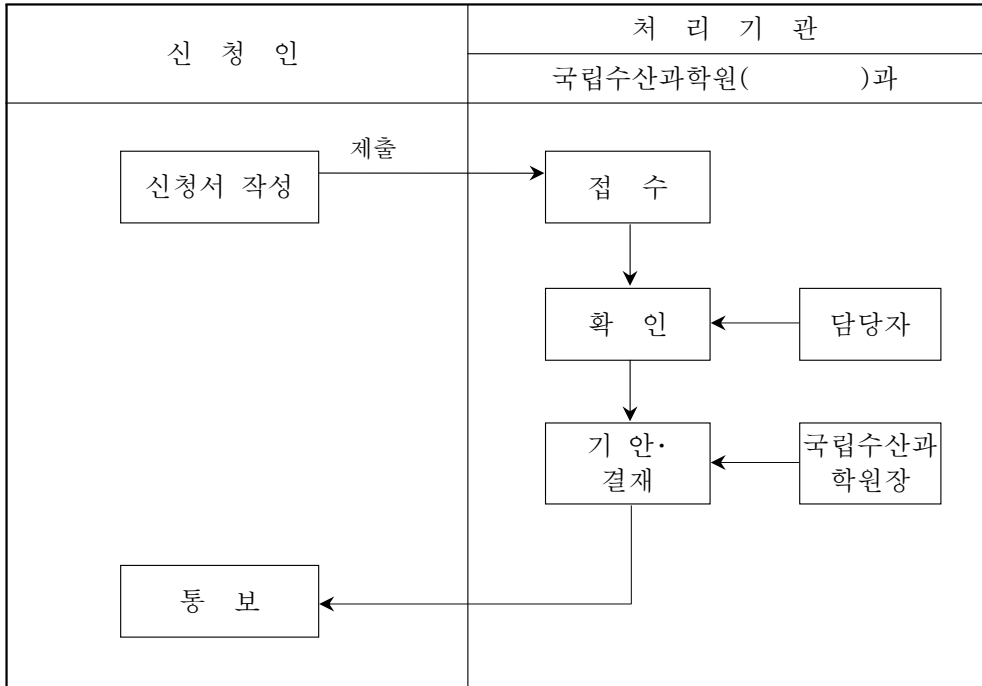 신 청 인
처 리 기 관
국립수산과학원( )과
제출
신청서 작성
접 수
확 인
담당자
기 안·
결재
국립수산과
학원장
통 보